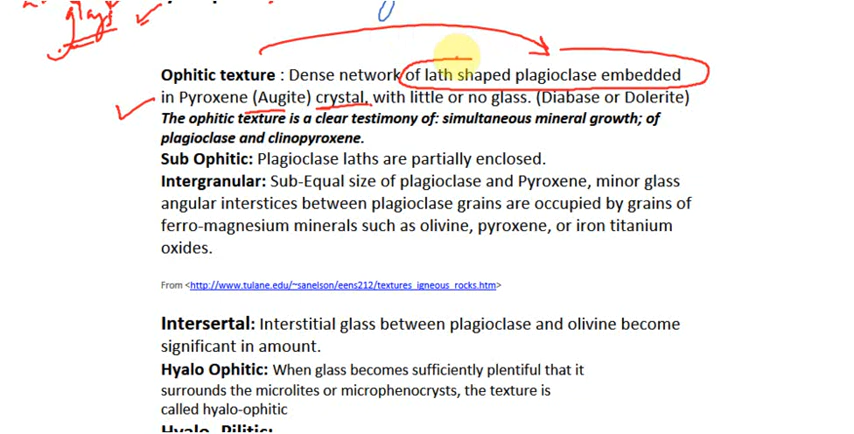 glass
Ophitic texture : Dense network of lath shaped plagioclase embedded
in Pyroxene (Augite) crystal, with little or no glass. (Diabase or Dolerite)
The ophitic texture is a clear testimony of: simultaneous mineral growth; of
plagioclase and clinopyroxene.
Sub Ophitic: Plagioclase laths are partially enclosed.
Intergranular: Sub-Equal size of plagioclase and Pyroxene, minor glass
angular interstices between plagioclase grains are occupied by grains of
ferro-magnesium minerals such as olivine, pyroxene, or iron titanium
oxides.
From <http://www.tulane.edu/~sanelson/eens212/textures_igneous_rocks.htm>
Intersertal: Interstitial glass between plagioclase and olivine become
significant in amount.
Hyalo Ophitic: When glass becomes sufficiently plentiful that it
surrounds the microlites or microphenocrysts, the texture is
called hyalo-ophitic
Hyalo Pilitic: